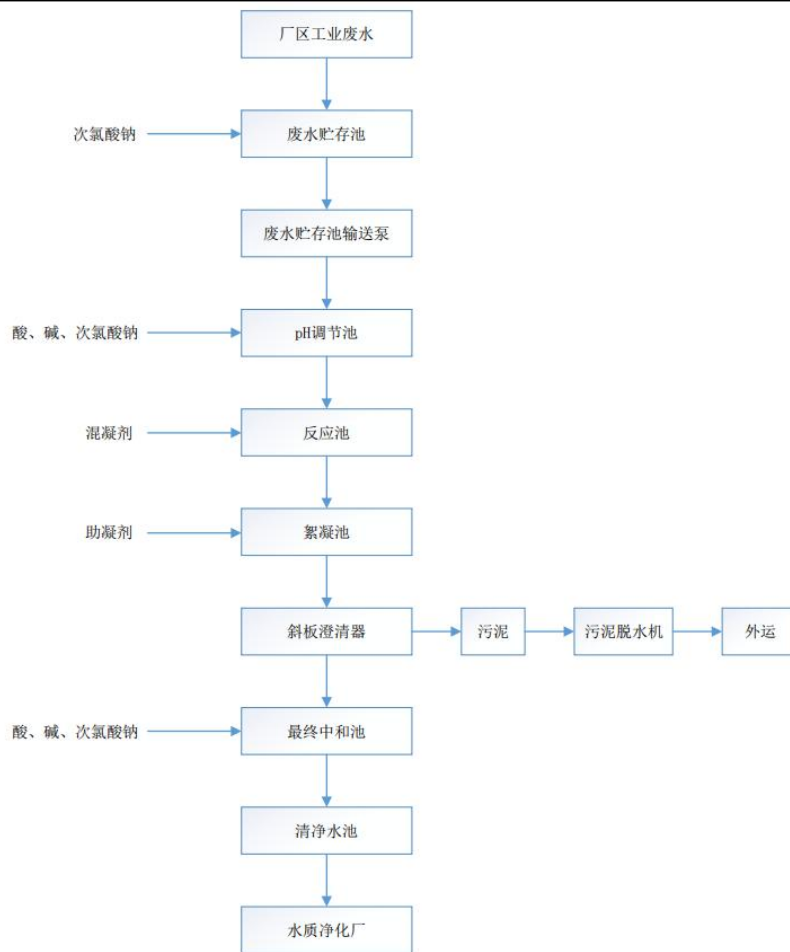 厂区工业废水
次氯酸钠
废水贮存池
废水贮存池输送泵
酸、碱、次氯酸钠
pH调节池
混凝剂
反应池
助凝剂
絮凝池
斜板澄清器
污泥
污泥脱水机
外运
酸、碱、次氯酸钠
最终中和池
清净水池
水质净化厂